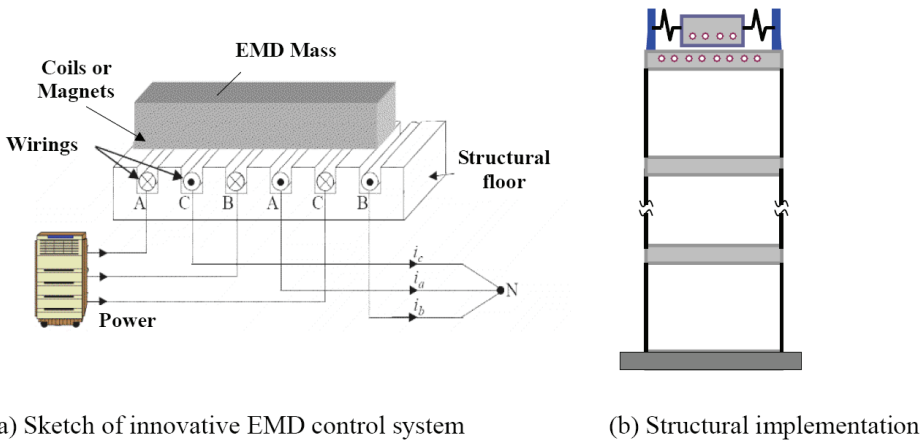 EMD Mass
Coils or
Magnets
Wirings
Structural
floor
A C B A C B
i_c
i_a
i_b
N
Power
a) Sketch of innovative EMD control system
(b) Structural implementation